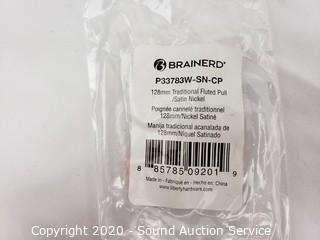 BRAINERD®
P33783W-SN-CP
128mm Traditional Fluted Pull
/Satin Nickel
Poignée cannelé traditionnel
128mm/Nickel Satiné
Manija tradicional acanalada de
128mm/Níquel Satinado
8 85785 09201 9
Made in - Fabriqué en - Hecho en: China
www.libertyhardware.com
Copyright 2020 - Sound Auction Service